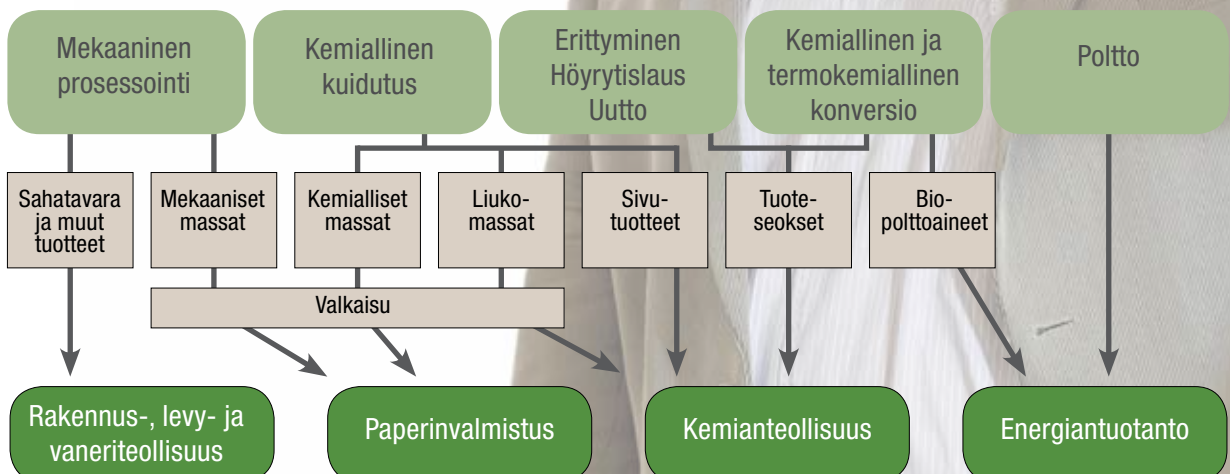 Mekaaninen
prosessointi
Kemiallinen
kuidutus
Erittyminen
Höyrytislaus
Uutto
Kemiallinen ja
termokemiallinen
konversio
Poltto
Sahatavara
ja muut
tuotteet
Mekaaniset
massat
Kemialliset
massat
Liuko-
massat
Sivu-
tuotteet
Tuote-
seokset
Bio-
polttoaineet
Valkaisu
Rakennus-, levy- ja
vaneriteollisuus
Paperinvalmistus
Kemianteollisuus
Energiantuotanto